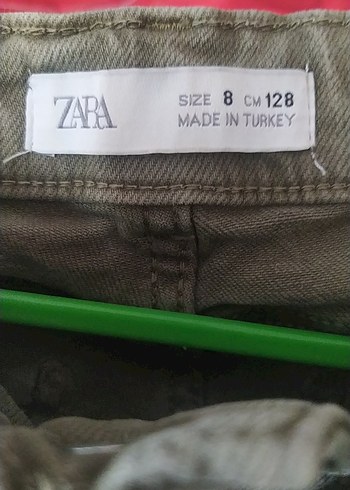 ZARA
SIZE 8 CM 128
MADE IN TURKEY